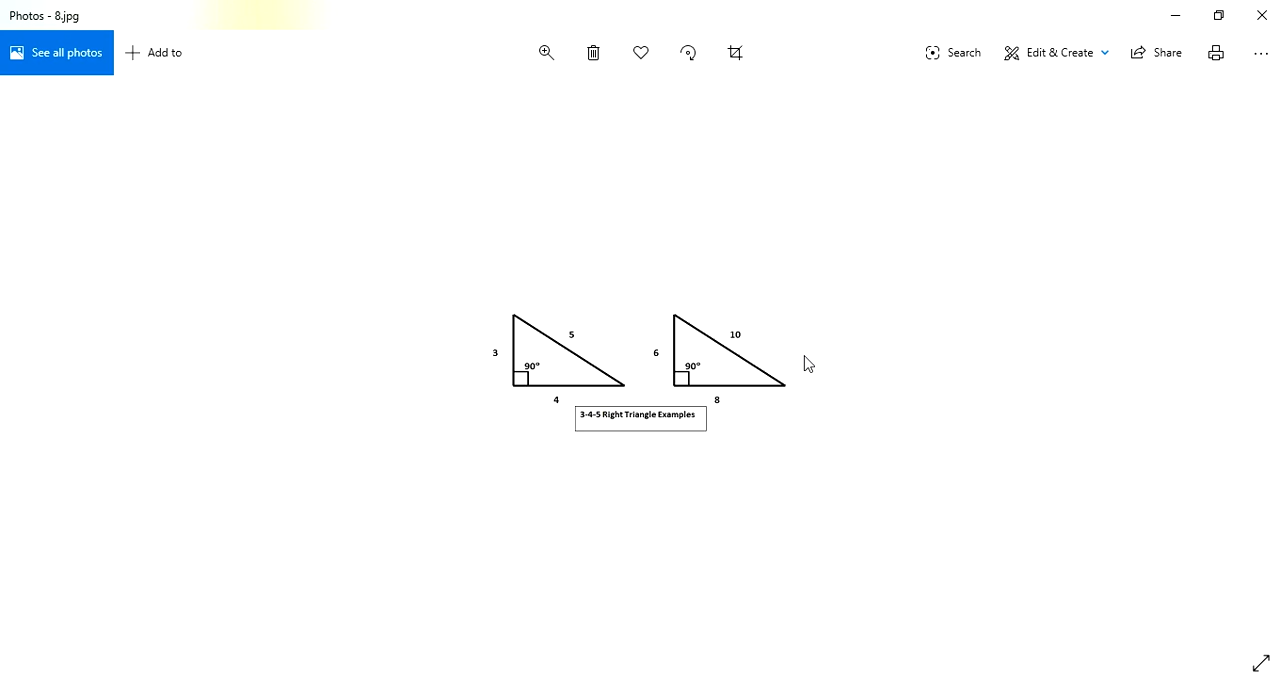 Photos - 8.jpg
See all photos
Add to
Search
Edit & Create
Share
3
5
90°
4
6
10
90°
8
3-4-5 Right Triangle Examples